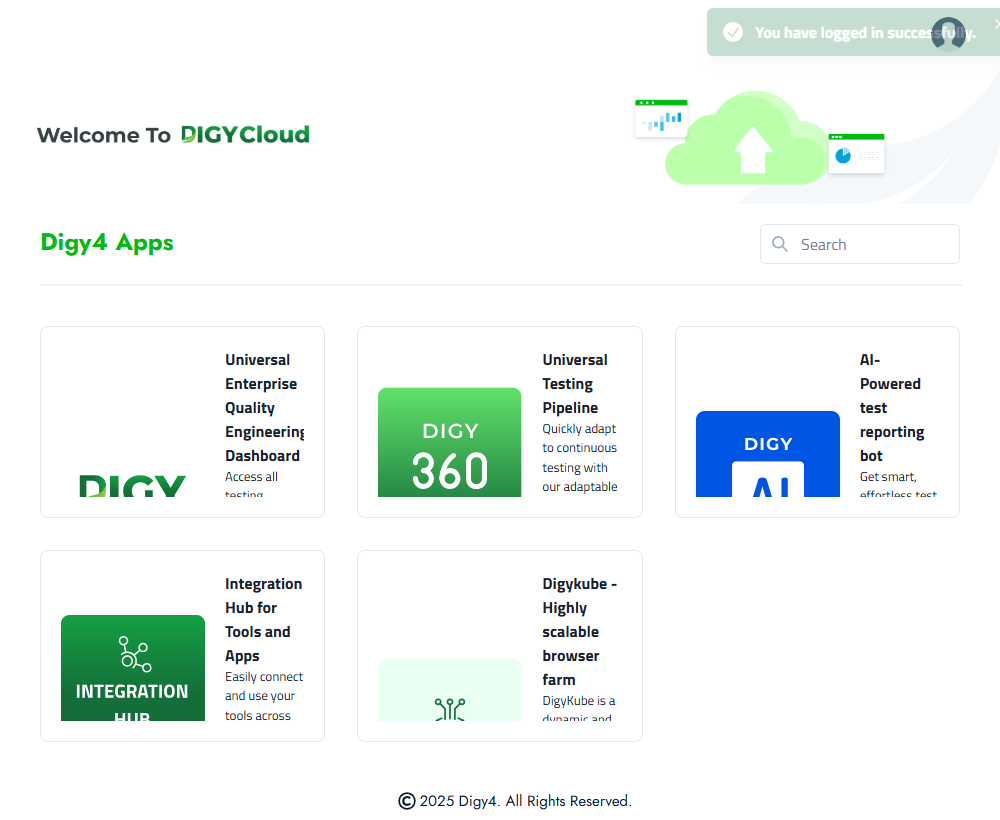 You have logged in successfully.
Welcome To DIGYCloud
Digy4 Apps
Search
Universal
Enterprise
Quality
Engineering
Dashboard
Access all
testing
DIGY
Universal
Testing
Pipeline
Quickly adapt
to continuous
testing with
our adaptable
DIGY
360
AI-
Powered
test
reporting
bot
Get smart,
effortless test
DIGY
AI
Integration
Hub for
Tools and
Apps
Easily connect
and use your
tools across
INTEGRATION
HUB
Digykube -
Highly
scalable
browser
farm
DigyKube is a
dynamic and
© 2025 Digy4. All Rights Reserved.